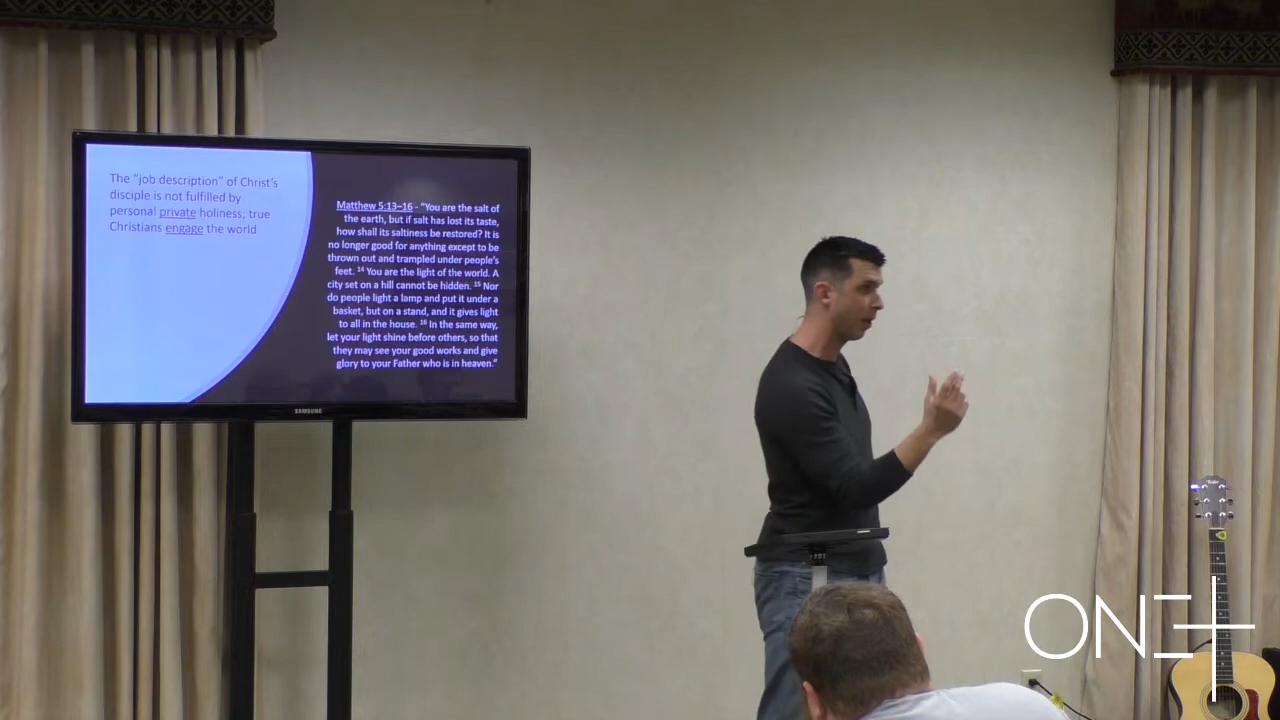 The “job description” of Christ’s
disciple is not fulfilled by
personal private holiness; true
Christians engage the world
Matthew 5:13–16 - “You are the salt of
the earth, but if salt has lost its taste,
how shall its saltiness be restored? It is
no longer good for anything except to be
thrown out and trampled under people’s
feet. 14 You are the light of the world. A
city set on a hill cannot be hidden. 15 Nor
do people light a lamp and put it under a
basket, but on a stand, and it gives light
to all in the house. 16 In the same way,
let your light shine before others, so that
they may see your good works and give
glory to your Father who is in heaven.”
SAMSUNG
Taylor
ONE